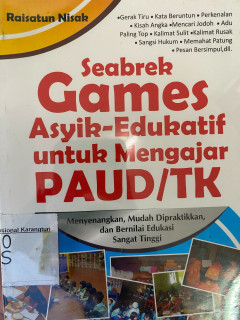 Raisatun Nisak
•Gerak Tiru •Kata Beruntun •Perkenalan
•Kisah Angka •Mencari Jodoh •Adu
Paling Top •Kalimat Sulit •Kalimat Rusak
•Sangsi Hukum •Memahat Patung
•Pesan Bersimpul,dll.
Seabrek
Games
Asyik-Edukatif
untuk Mengajar
PAUD/TK
Menyenangkan, Mudah Dipraktikkan,
dan Bernilai Edukasi
Sangat Tinggi
S